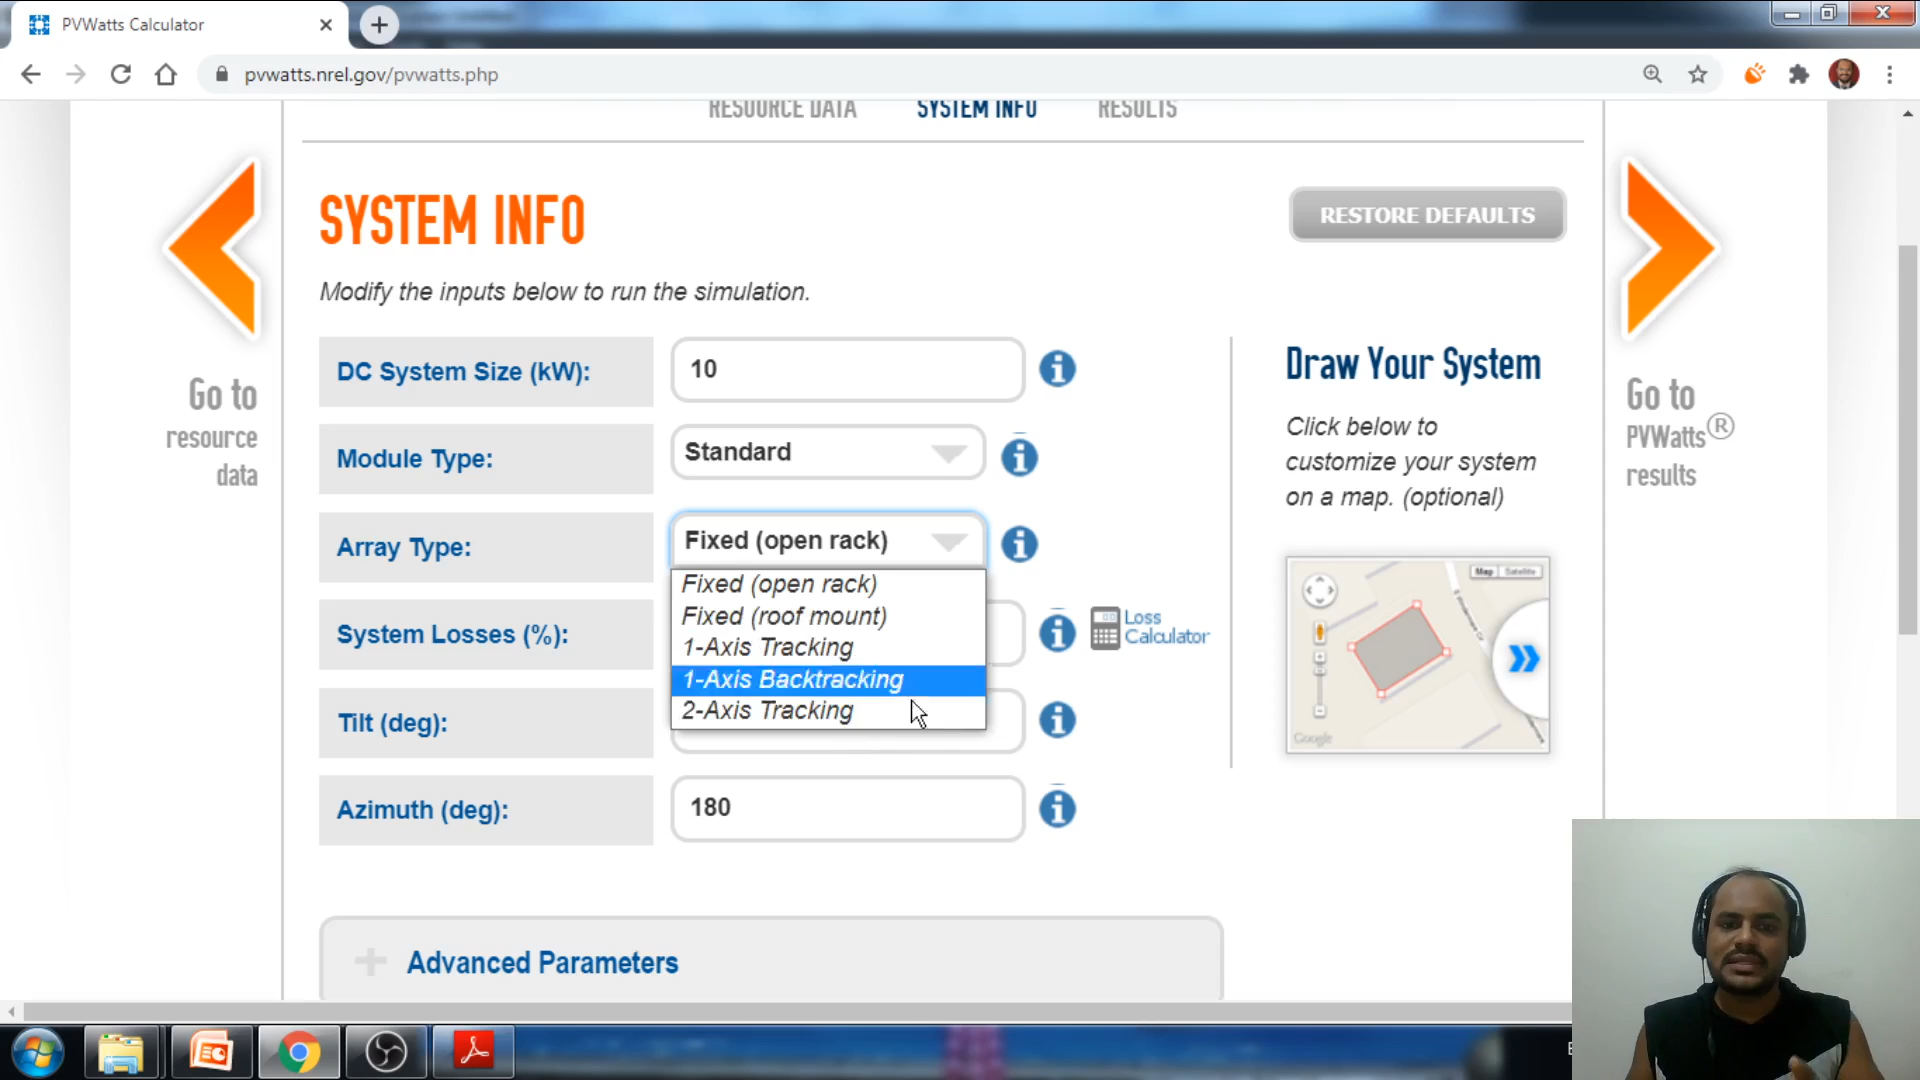 PVWatts Calculator
pvwatts.nrel.gov/pvwatts.php
RESOURCE DATA
SYSTEM INFO
RESULTS
SYSTEM INFO
RESTORE DEFAULTS
Modify the inputs below to run the simulation.
DC System Size (kW):
10
Module Type:
Standard
Array Type:
Fixed (open rack)
Fixed (open rack)
Fixed (roof mount)
1-Axis Tracking
1-Axis Backtracking
2-Axis Tracking
System Losses (%):
Loss
Calculator
Tilt (deg):
Azimuth (deg):
180
Advanced Parameters
Draw Your System
Click below to
customize your system
on a map. (optional)
Map
Satellite
Google
Go to
resource
data
Go to
PVWatts®
results